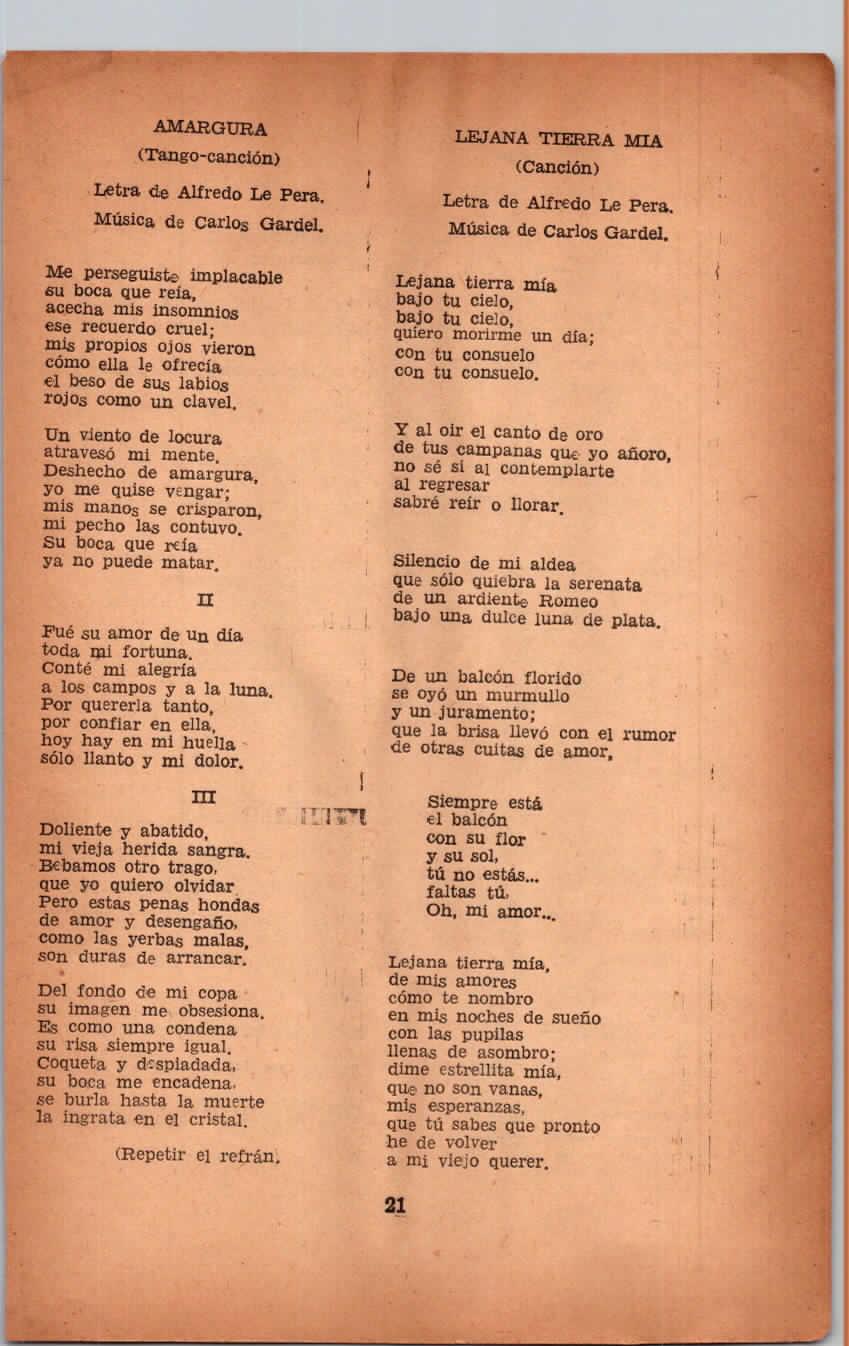 AMARGURA
(Tango-canción)
Letra de Alfredo Le Pera.
Música de Carlos Gardel.
Me perseguiste implacable
su boca que reía,
acecha mis insomnios
ese recuerdo cruel;
mis propios ojos vieron
cómo ella le ofrecía
el beso de sus labios
rojos como un clavel.
Un viento de locura
atravesó mi mente.
Deshecho de amargura,
yo me quise vengar;
mis manos se crisparon,
mi pecho las contuvo.
Su boca que reía
ya no puede matar.
II
Fué su amor de un día
toda mi fortuna.
Conté mi alegría
a los campos y a la luna.
Por quererla tanto,
por confiar en ella,
hoy hay en mi huella
sólo llanto y mi dolor.
III
Doliente y abatido,
mi vieja herida sangra.
Bebamos otro trago,
que yo quiero olvidar
Pero estas penas hondas
de amor y desengaño,
como las yerbas malas,
son duras de arrancar.
Del fondo de mi copa
su imagen me obsesiona.
Es como una condena
su risa siempre igual.
Coqueta y despiadada,
su boca me encadena,
se burla hasta la muerte
la ingrata en el cristal.
(Repetir el refrán.
LEJANA TIERRA MIA
(Canción)
Letra de Alfredo Le Pera.
Música de Carlos Gardel.
Lejana tierra mía
bajo tu cielo,
bajo tu cielo,
quiero morirme un día;
con tu consuelo
con tu consuelo.
Y al oir el canto de oro
de tus campanas que yo añoro,
no sé si al contemplarte
al regresar
sabré reír o llorar.
Silencio de mi aldea
que sólo quiebra la serenata
de un ardiente Romeo
bajo una dulce luna de plata.
De un balcón florido
se oyó un murmullo
y un juramento;
que la brisa llevó con el rumor
de otras cuitas de amor,
Siempre está
el balcón
con su flor
y su sol,
tú no estás...
faltas tú,
Oh, mi amor...
Lejana tierra mía,
de mis amores
cómo te nombro
en mis noches de sueño
con las pupilas
llenas de asombro;
dime estrellita mía,
que no son vanas,
mis esperanzas,
que tú sabes que pronto
he de volver
a mi viejo querer.
21